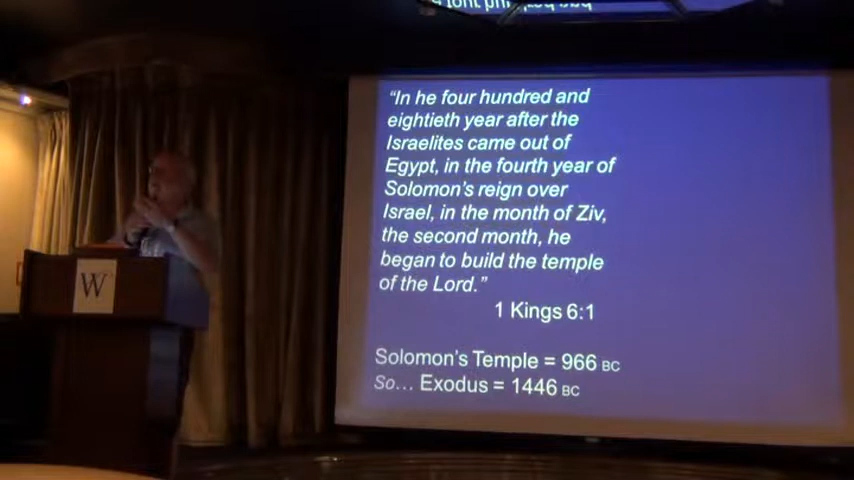 “In he four hundred and
eightieth year after the
Israelites came out of
Egypt, in the fourth year of
Solomon’s reign over
Israel, in the month of Ziv,
the second month, he
began to build the temple
of the Lord.”
1 Kings 6:1
Solomon’s Temple = 966 BC
So… Exodus = 1446 BC
W